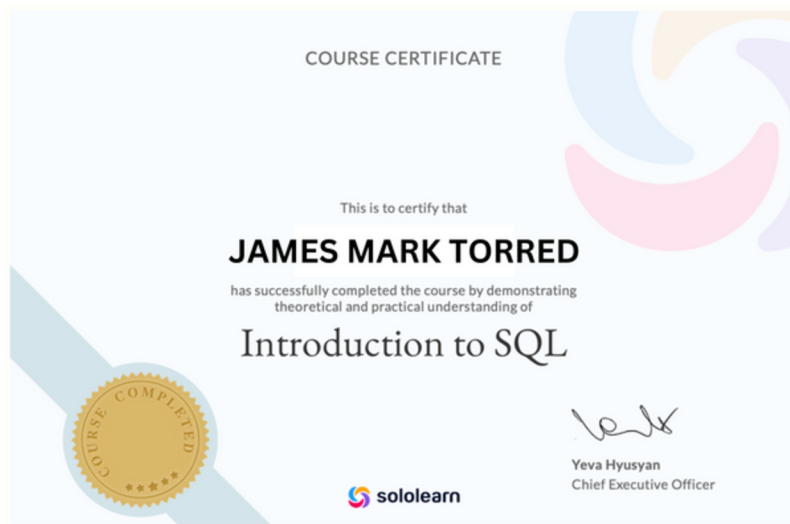 COURSE CERTIFICATE
This is to certify that
JAMES MARK TORRED
has successfully completed the course by demonstrating
theoretical and practical understanding of
Introduction to SQL
COURSE COMPLETED
Yeva Hyusyan
Chief Executive Officer
sololearn